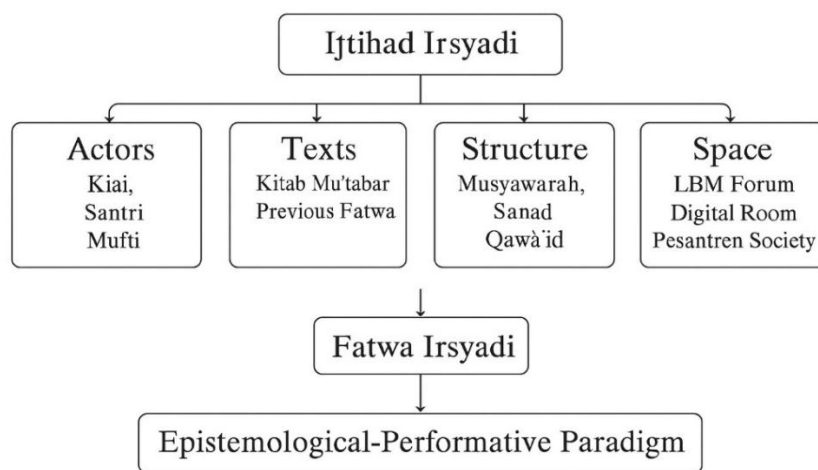 Ijtihad Irsyadi
Actors
Kiai,
Santri
Mufti
Texts
Kitab Mu'tabar
Previous Fatwa
Structure
Musyawarah,
Sanad
Qawà'id
Space
LBM Forum
Digital Room
Pesantren Society
Fatwa Irsyadi
Epistemological-Performative Paradigm